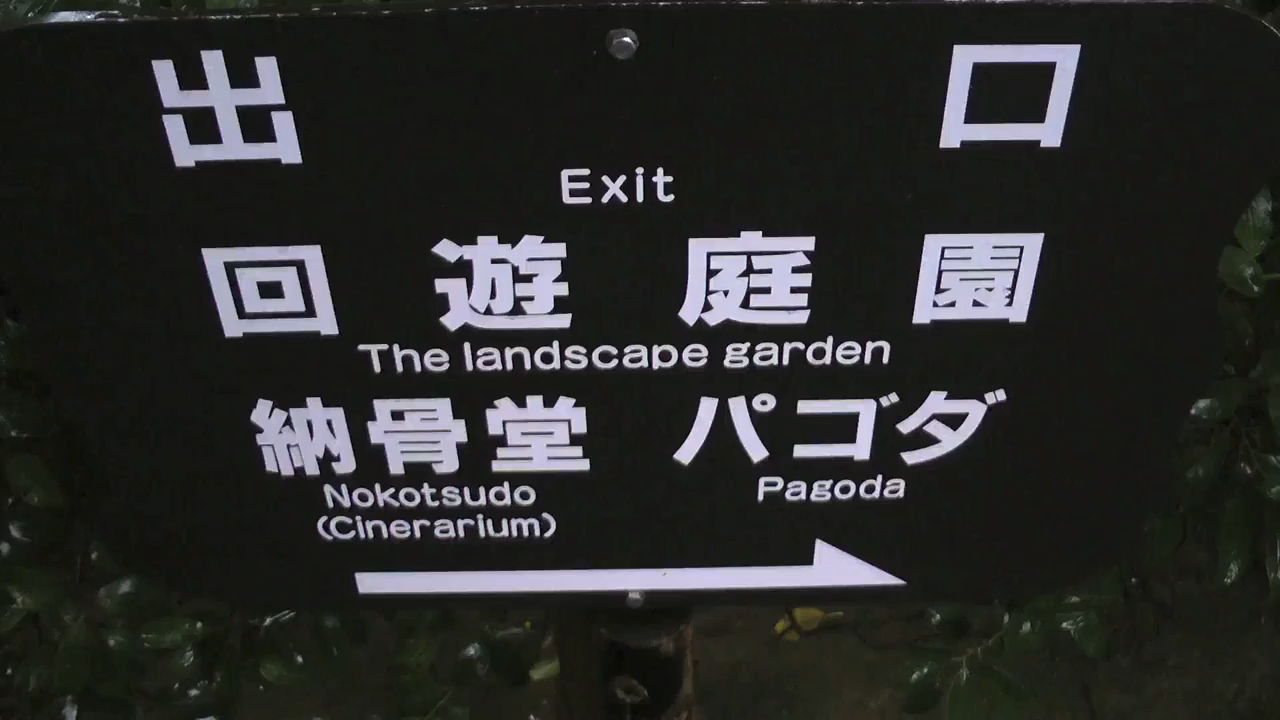 出口
Exit
回遊庭園
The landscape garden
納骨堂 パゴダ
Nokotsudo Pagoda
(Cinerarium)